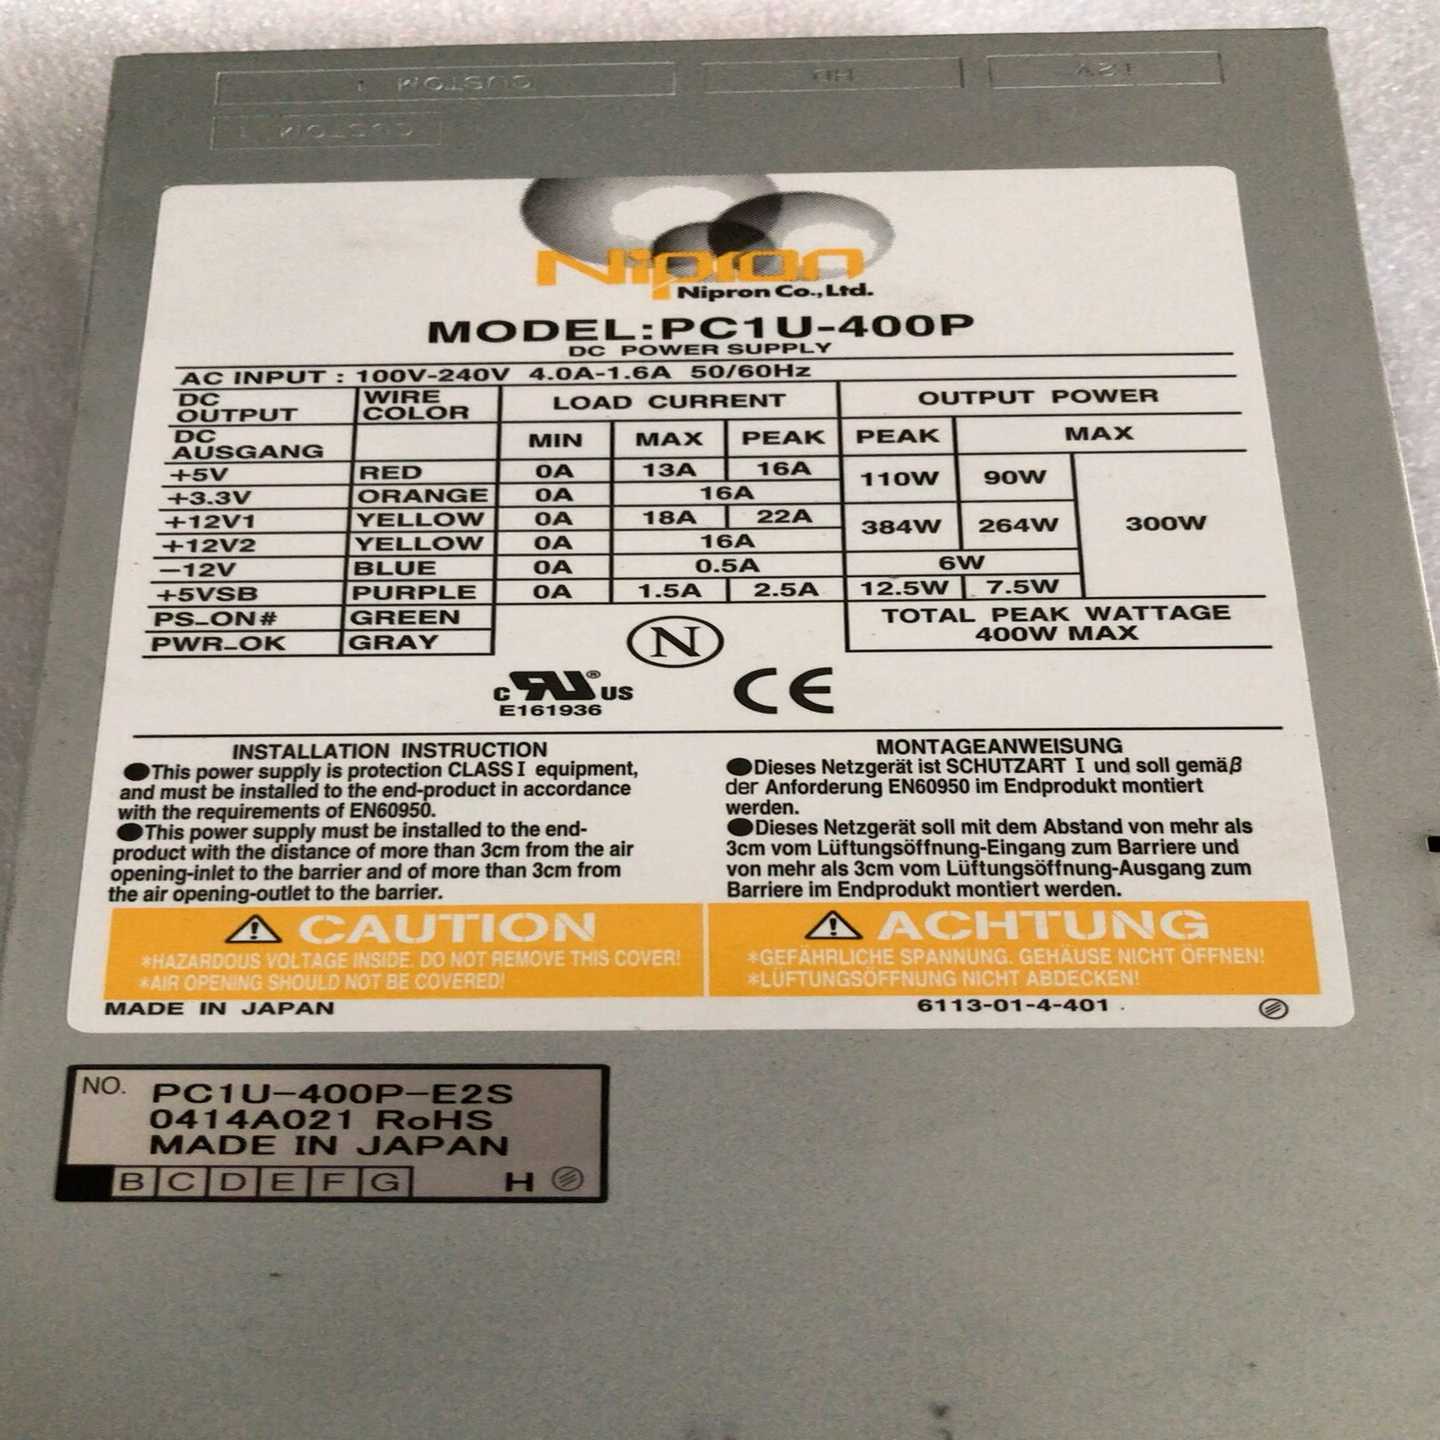 CUSTOM 1
HD
12V
CUSTOM 1
Nipron
Nipron Co.,Ltd.
MODEL:PC1U-400P
DC POWER SUPPLY
AC INPUT : 100V-240V 4.0A-1.6A 50/60Hz
DC OUTPUT WIRE COLOR LOAD CURRENT OUTPUT POWER
DC AUSGANG MIN MAX PEAK PEAK MAX
+5V RED 0A 13A 16A 110W 90W
+3.3V ORANGE 0A 16A
+12V1 YELLOW 0A 18A 22A 384W 264W 300W
+12V2 YELLOW 0A 16A
−12V BLUE 0A 0.5A 6W
+5VSB PURPLE 0A 1.5A 2.5A 12.5W 7.5W
PS_ON# GREEN TOTAL PEAK WATTAGE
PWR_OK GRAY 400W MAX
N
c RU® US
E161936
CE
INSTALLATION INSTRUCTION
●This power supply is protection CLASS I equipment,
and must be installed to the end-product in accordance
with the requirements of EN60950.
●This power supply must be installed to the end-
product with the distance of more than 3cm from the air
opening-inlet to the barrier and of more than 3cm from
the air opening-outlet to the barrier.
MONTAGEANWEISUNG
●Dieses Netzgerät ist SCHUTZART I und soll gemäβ
der Anforderung EN60950 im Endprodukt montiert
werden.
●Dieses Netzgerät soll mit dem Abstand von mehr als
3cm vom Lüftungsöffnung-Eingang zum Barriere und
von mehr als 3cm vom Lüftungsöffnung-Ausgang zum
Barriere im Endprodukt montiert werden.
CAUTION
*HAZARDOUS VOLTAGE INSIDE. DO NOT REMOVE THIS COVER!
*AIR OPENING SHOULD NOT BE COVERED!
ACHTUNG
*GEFÄHRLICHE SPANNUNG. GEHÄUSE NICHT ÖFFNEN!
*LÜFTUNGSÖFFNUNG NICHT ABDECKEN!
MADE IN JAPAN 6113-01-4-401
NO. PC1U-400P-E2S
0414A021 RoHS
MADE IN JAPAN
B C D E F G H